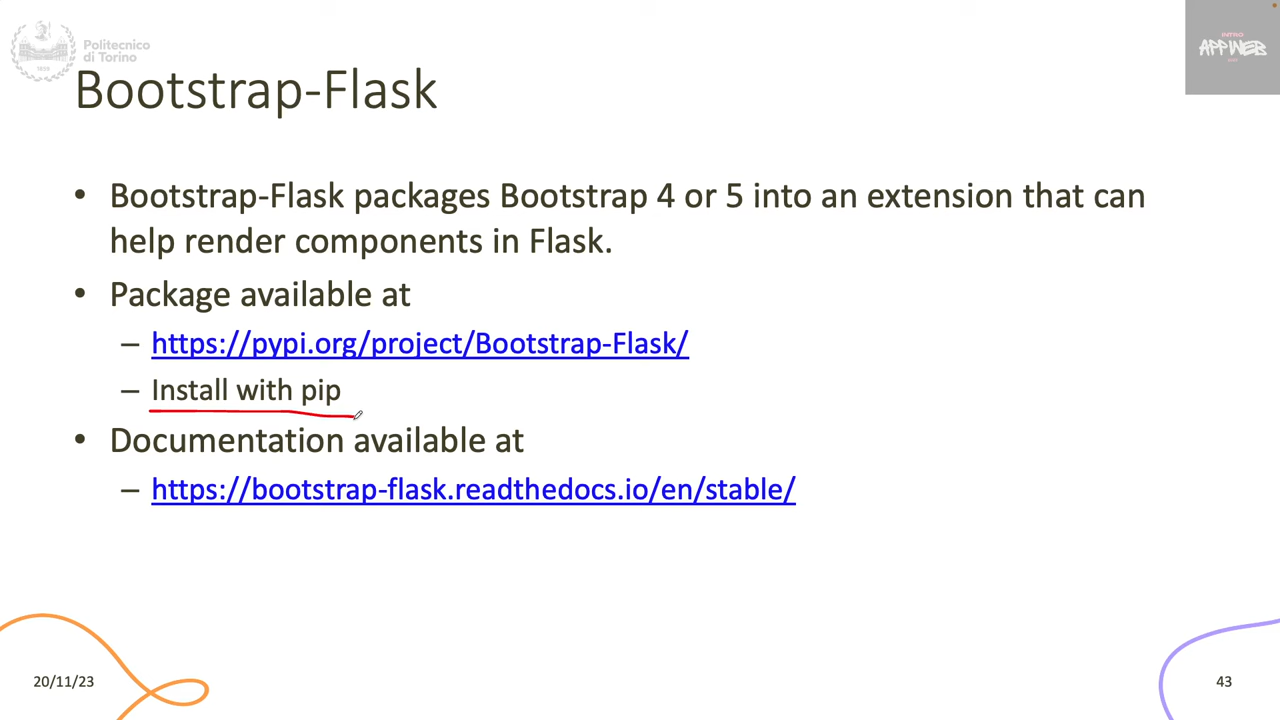 Politecnico
di Torino
INTRO
APPWEB
Bootstrap-Flask
• Bootstrap-Flask packages Bootstrap 4 or 5 into an extension that can
help render components in Flask.
• Package available at
– https://pypi.org/project/Bootstrap-Flask/
– Install with pip
• Documentation available at
– https://bootstrap-flask.readthedocs.io/en/stable/
20/11/23
43